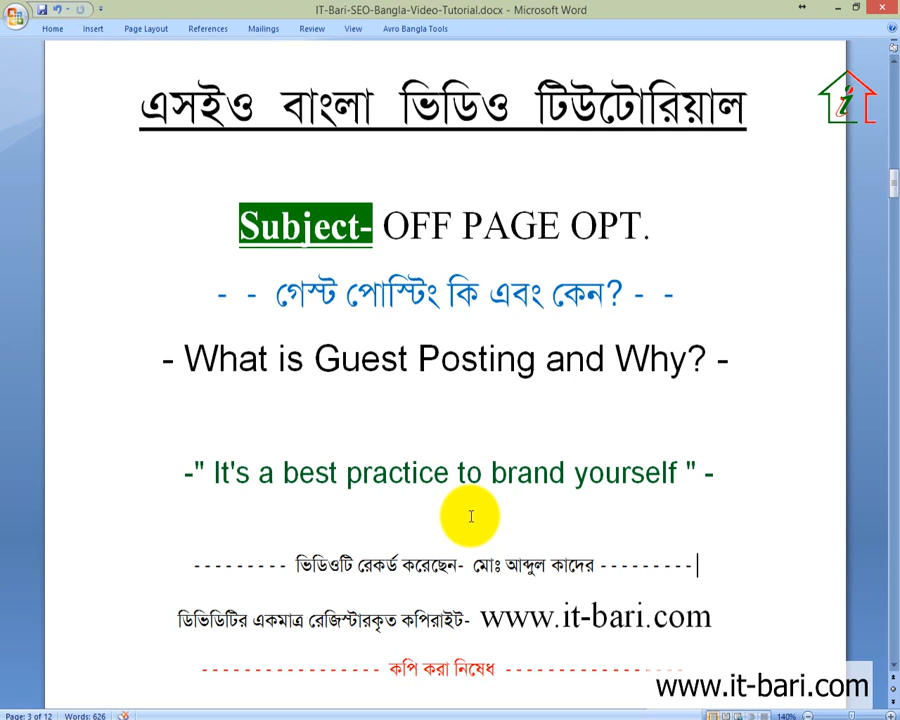 IT-Bari-SEO-Bangla-Video-Tutorial.docx - Microsoft Word
Home Insert Page Layout References Mailings Review View Avro Bangla Tools
এসইও বাংলা ভিডিও টিউটোরিয়াল
Subject- OFF PAGE OPT.
- - গেস্ট পোস্টিং কি এবং কেন? - -
- What is Guest Posting and Why? -
-" It's a best practice to brand yourself " -
- - - - - - - - - ভিডিওটি রেকর্ড করেছেন- মোঃ আব্দুল কাদের - - - - - - - - -
ডিভিডিটির একমাত্র রেজিস্টারকৃত কপিরাইট- www.it-bari.com
- - - - - - - - - - - - - - - - - - কপি করা নিষেধ - - - - - - - - - - - - - - - - - -
www.it-bari.com
Page: 3 of 12 Words: 626 140%